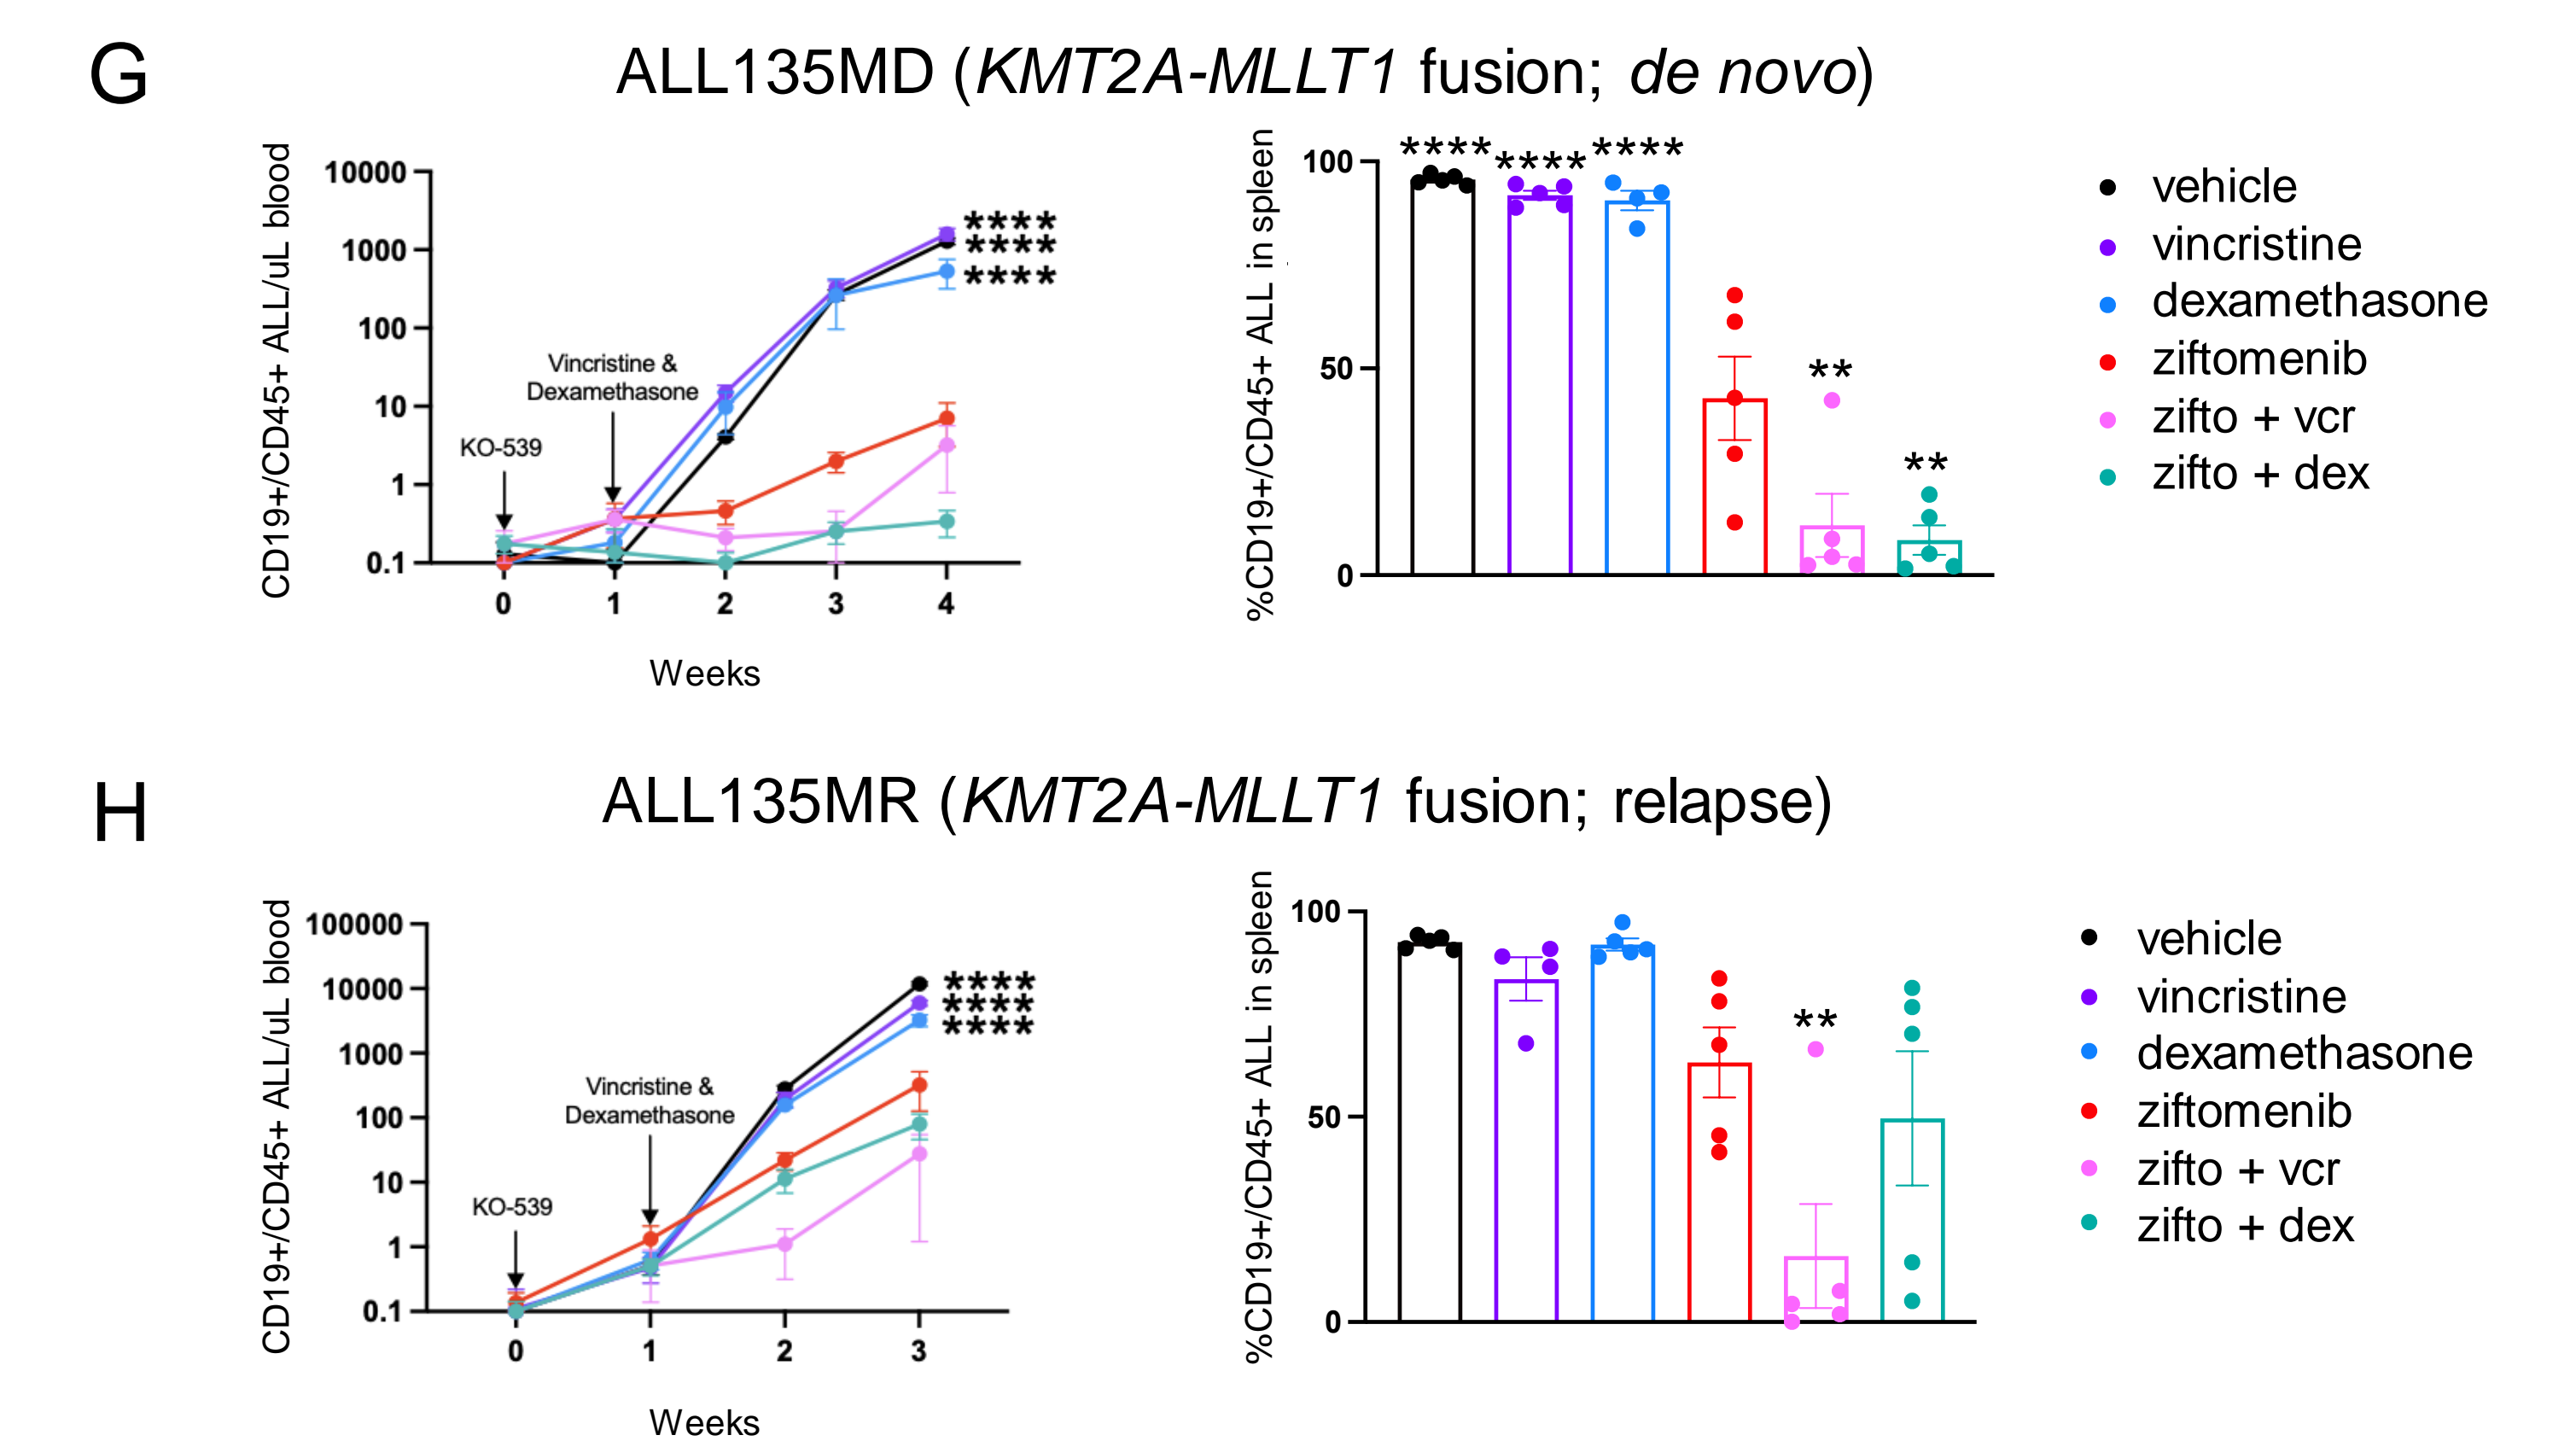 G
ALL135MD (KMT2A-MLLT1 fusion; de novo)
CD19+/CD45+ ALL/uL blood
10000
1000
100
10
1
0.1
KO-539
Vincristine &
Dexamethasone
****
****
****
0 1 2 3 4
Weeks
%CD19+/CD45+ ALL in spleen
100
50
0
**** **** ****
**
**
vehicle
vincristine
dexamethasone
ziftomenib
zifto + vcr
zifto + dex
H
ALL135MR (KMT2A-MLLT1 fusion; relapse)
CD19+/CD45+ ALL/uL blood
100000
10000
1000
100
10
1
0.1
KO-539
Vincristine &
Dexamethasone
****
****
****
0 1 2 3
Weeks
%CD19+/CD45+ ALL in spleen
100
50
0
**
vehicle
vincristine
dexamethasone
ziftomenib
zifto + vcr
zifto + dex